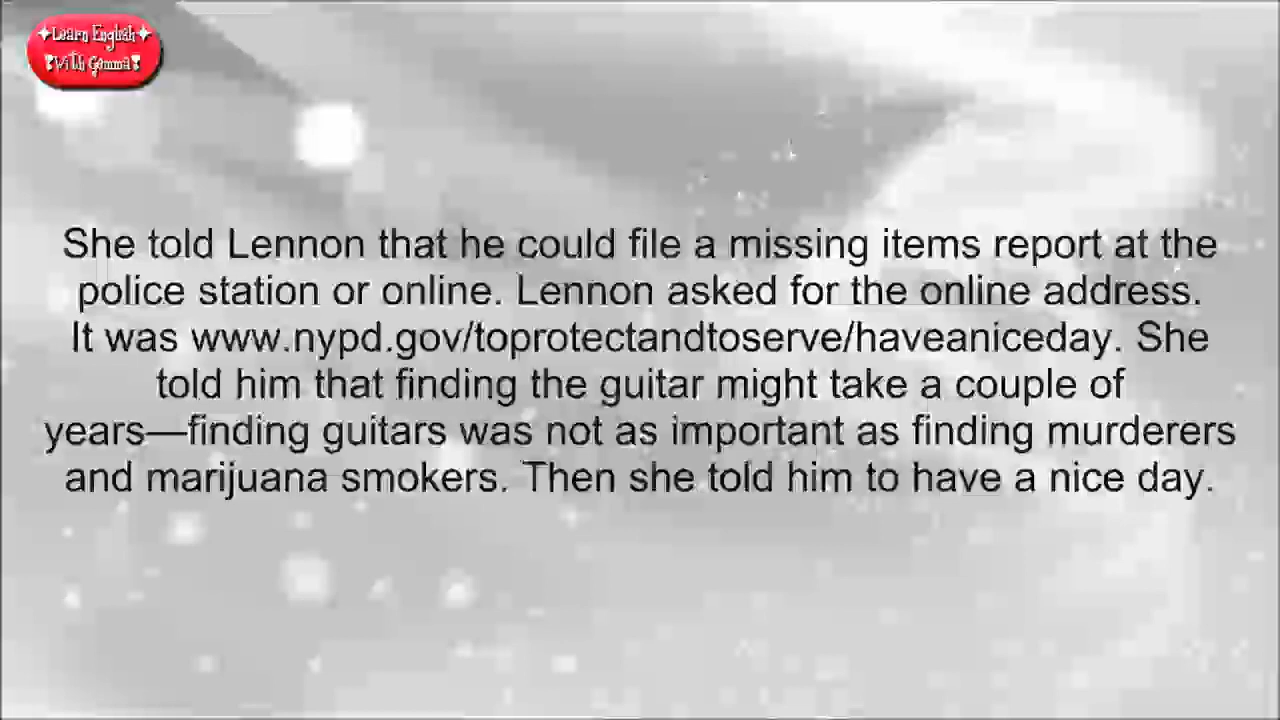 Learn English
With Gemma
She told Lennon that he could file a missing items report at the
police station or online. Lennon asked for the online address.
It was www.nypd.gov/toprotectandtoserve/haveaniceday. She
told him that finding the guitar might take a couple of
years—finding guitars was not as important as finding murderers
and marijuana smokers. Then she told him to have a nice day.